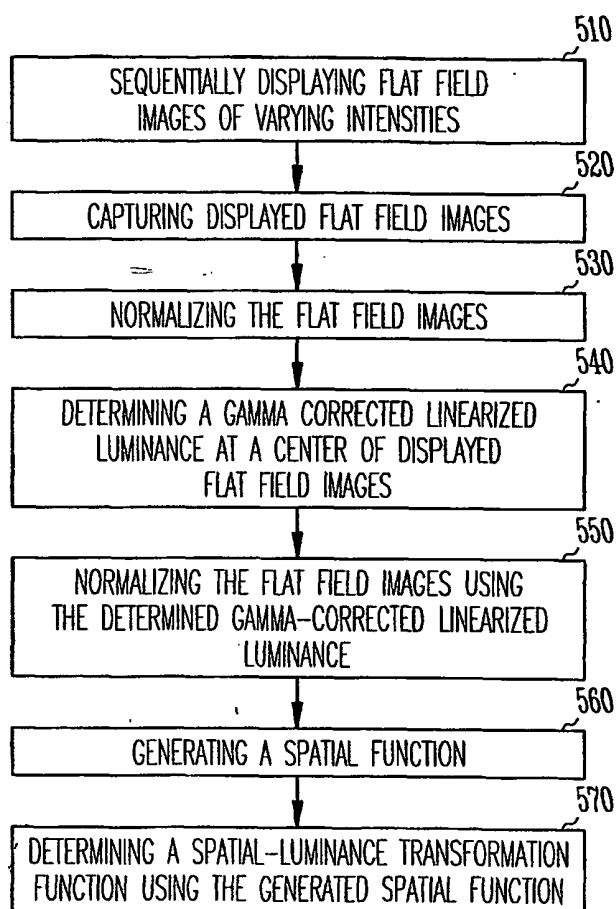 510
SEQUENTIALLY DISPLAYING FLAT FIELD
IMAGES OF VARYING INTENSITIES
520
CAPTURING DISPLAYED FLAT FIELD IMAGES
530
NORMALIZING THE FLAT FIELD IMAGES
540
DETERMINING A GAMMA CORRECTED LINEARIZED
LUMINANCE AT A CENTER OF DISPLAYED
FLAT FIELD IMAGES
550
NORMALIZING THE FLAT FIELD IMAGES USING
THE DETERMINED GAMMA-CORRECTED LINEARIZED
LUMINANCE
560
GENERATING A SPATIAL FUNCTION
570
DETERMINING A SPATIAL-LUMINANCE TRANSFORMATION
FUNCTION USING THE GENERATED SPATIAL FUNCTION